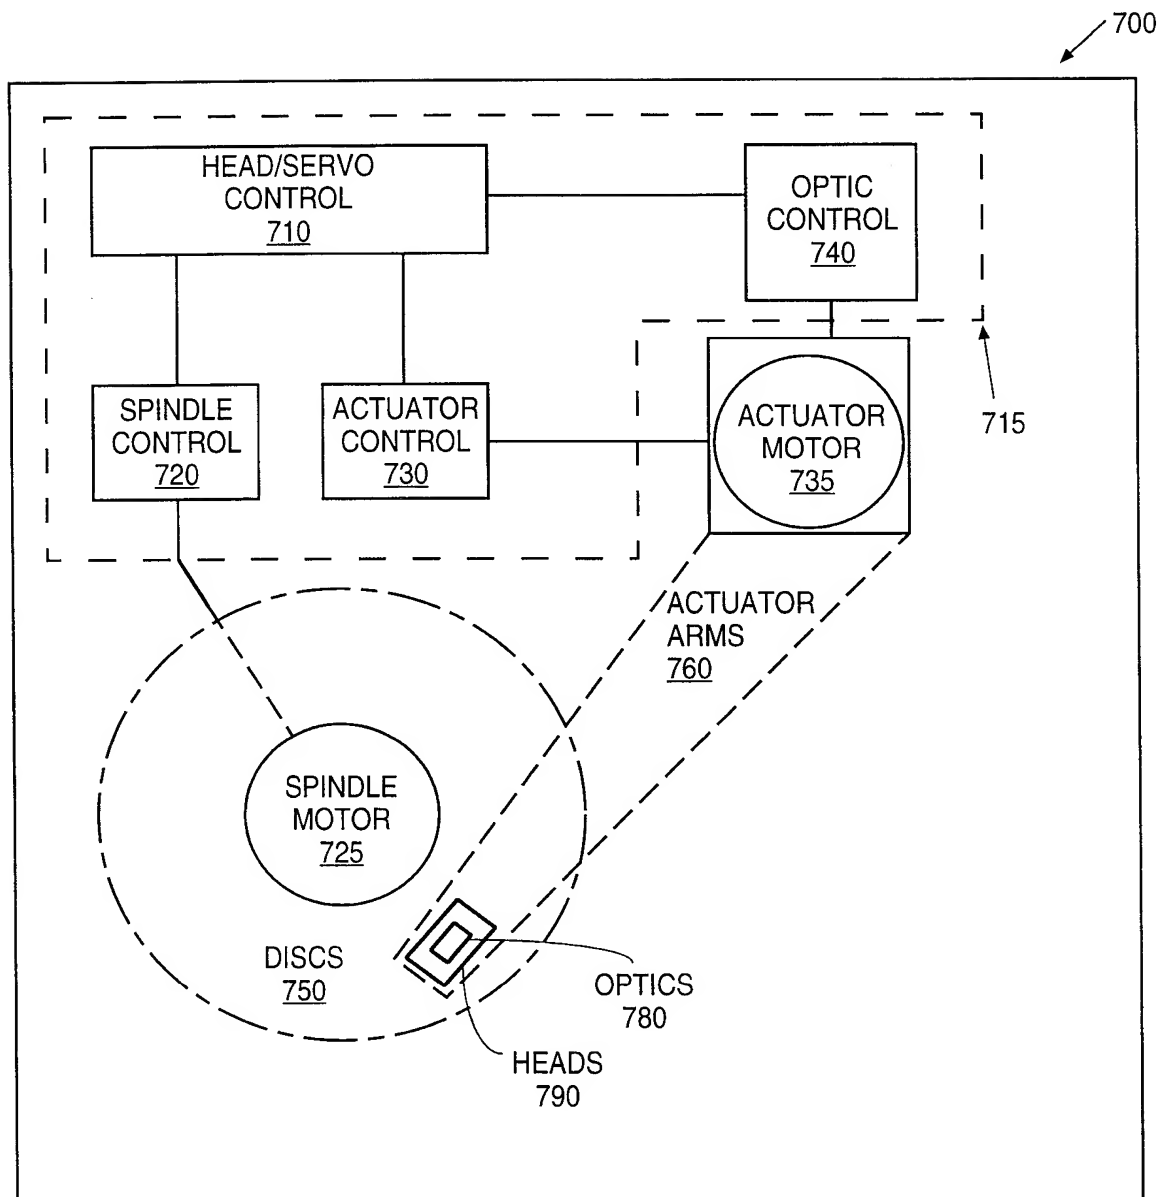 700
HEAD/SERVO
CONTROL
710
OPTIC
CONTROL
740
SPINDLE
CONTROL
720
ACTUATOR
CONTROL
730
ACTUATOR
MOTOR
735
715
ACTUATOR
ARMS
760
SPINDLE
MOTOR
725
DISCS
750
OPTICS
780
HEADS
790